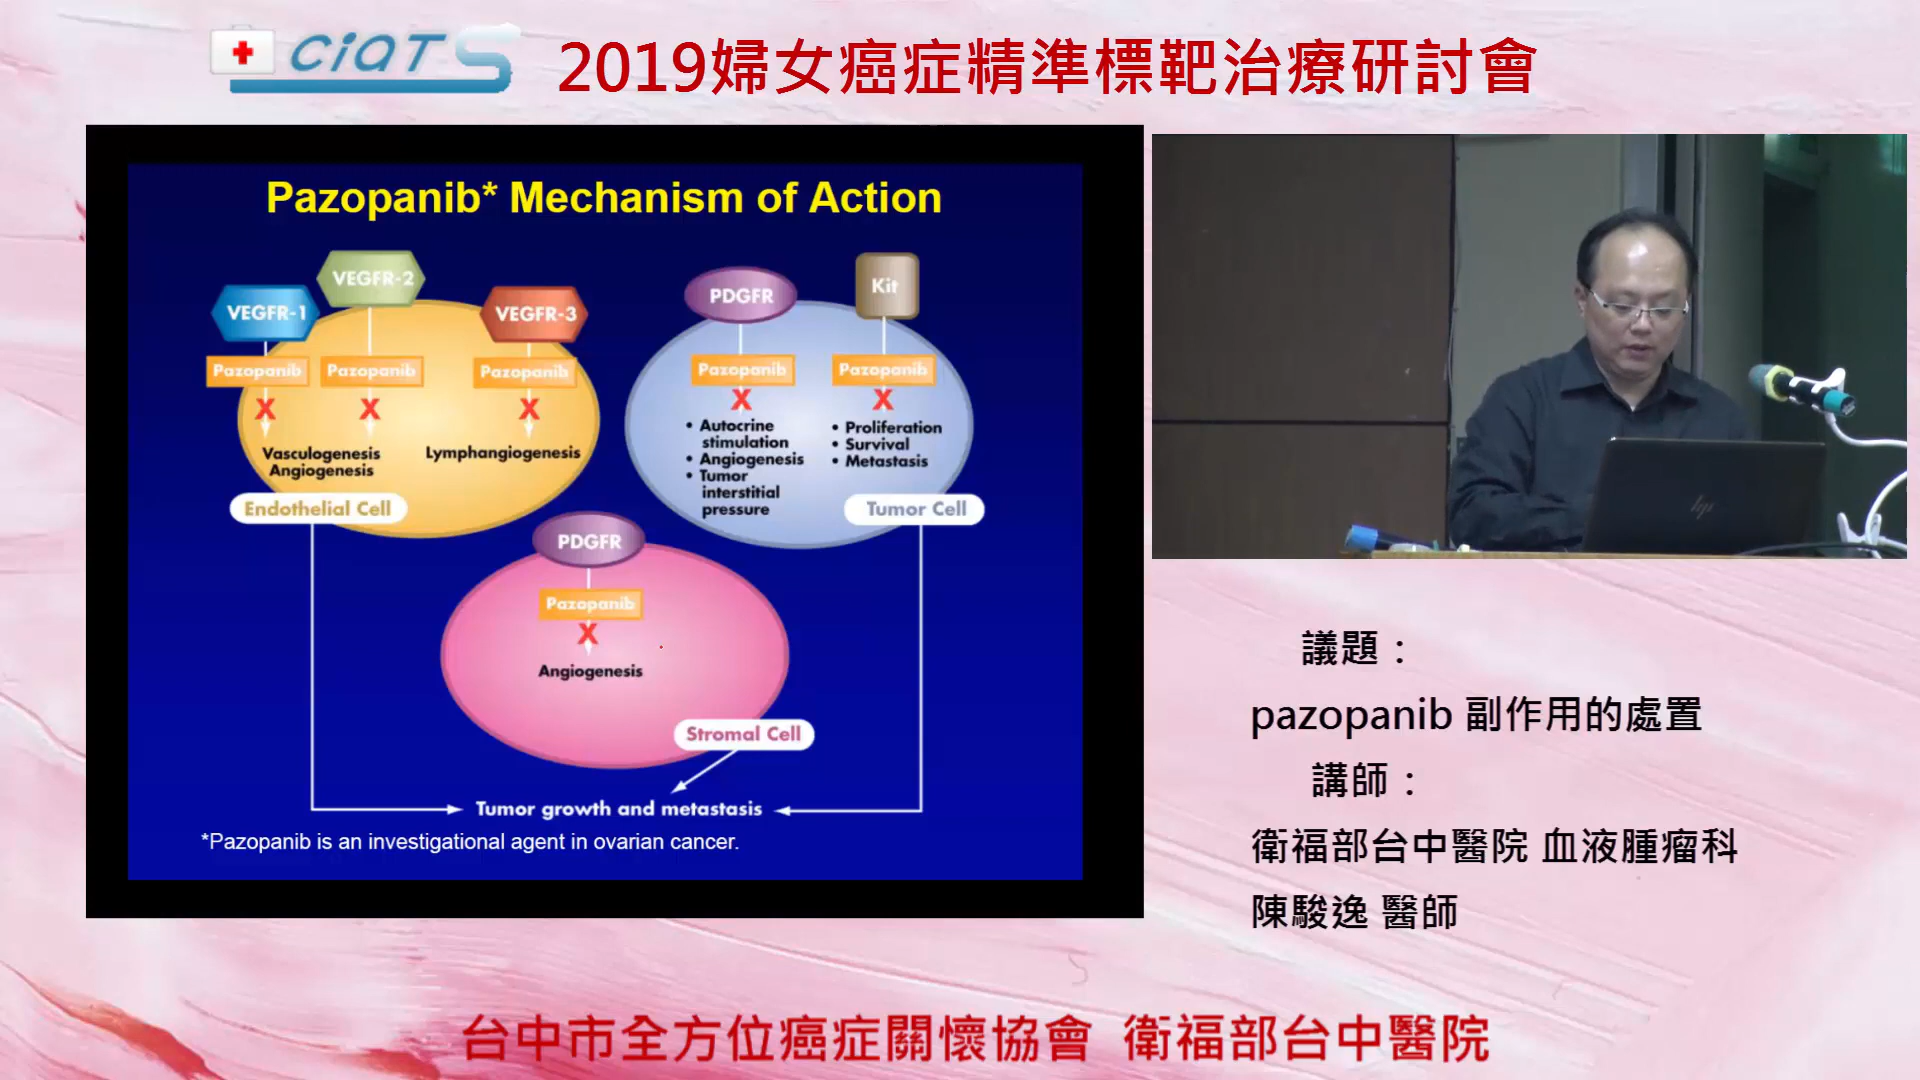 CiATS
2019婦女癌症精準標靶治療研討會
Pazopanib* Mechanism of Action
VEGFR-1
VEGFR-2
VEGFR-3
Pazopanib
Pazopanib
Pazopanib
X
X
X
Vasculogenesis
Angiogenesis
Lymphangiogenesis
Endothelial Cell
PDGFR
Kit
Pazopanib
Pazopanib
X
X
• Autocrine
stimulation
• Angiogenesis
• Tumor
interstitial
pressure
• Proliferation
• Survival
• Metastasis
Tumor Cell
PDGFR
Pazopanib
X
Angiogenesis
Stromal Cell
Tumor growth and metastasis
*Pazopanib is an investigational agent in ovarian cancer.
hp
議題：
pazopanib 副作用的處置
講師：
衛福部台中醫院 血液腫瘤科
陳駿逸 醫師
台中市全方位癌症關懷協會 衛福部台中醫院